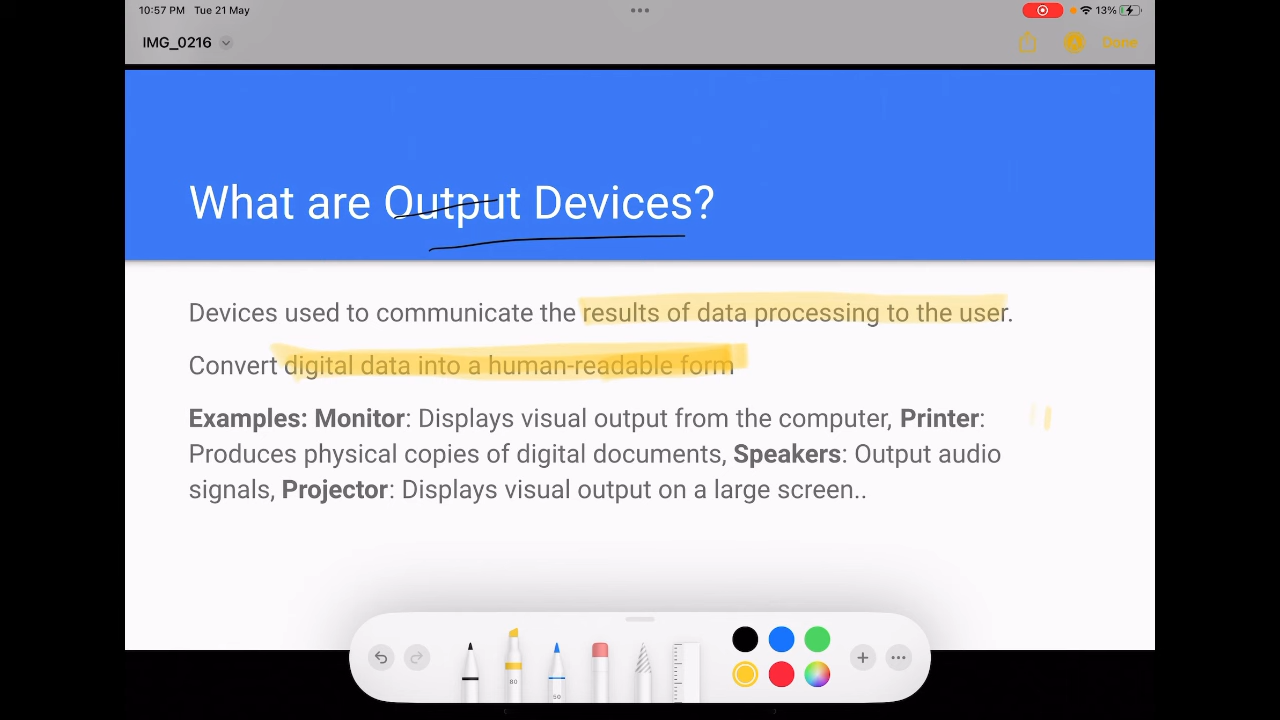 10:57 PM Tue 21 May
13%
IMG_0216
Done
What are Output Devices?
Devices used to communicate the results of data processing to the user.
Convert digital data into a human-readable form
Examples: Monitor: Displays visual output from the computer, Printer:
Produces physical copies of digital documents, Speakers: Output audio
signals, Projector: Displays visual output on a large screen..
80
50